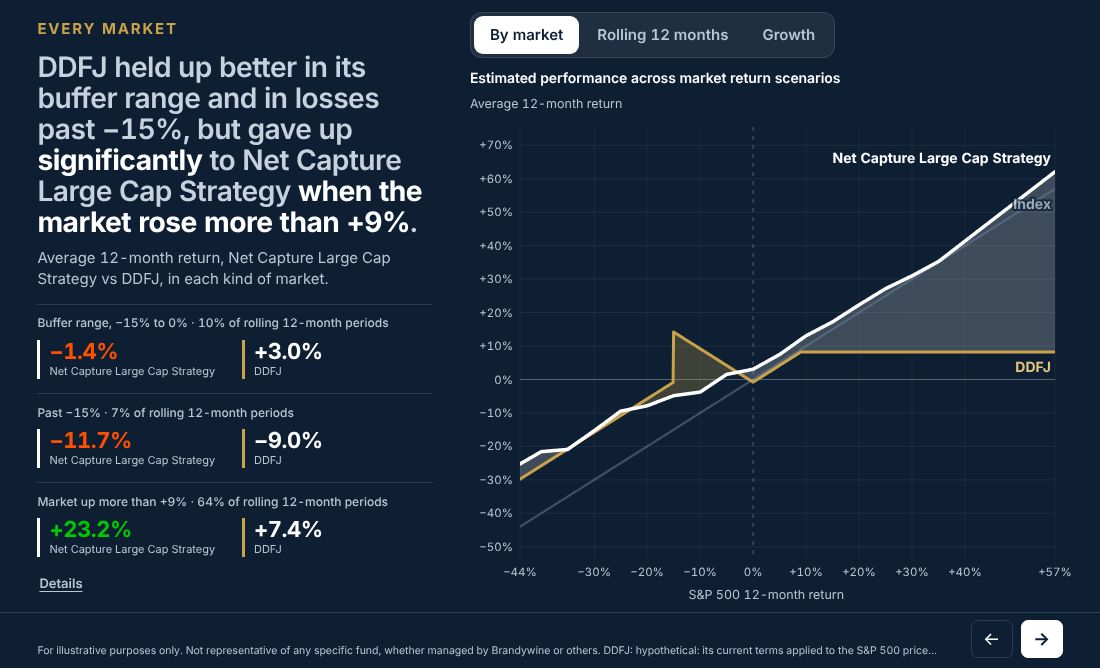 EVERY MARKET
DDFJ held up better in its
buffer range and in losses
past −15%, but gave up
significantly to Net Capture
Large Cap Strategy when the
market rose more than +9%.
Average 12-month return, Net Capture Large Cap
Strategy vs DDFJ, in each kind of market.
Buffer range, −15% to 0% · 10% of rolling 12-month periods
−1.4%
Net Capture Large Cap Strategy
+3.0%
DDFJ
Past −15% · 7% of rolling 12-month periods
−11.7%
Net Capture Large Cap Strategy
−9.0%
DDFJ
Market up more than +9% · 64% of rolling 12-month periods
+23.2%
Net Capture Large Cap Strategy
+7.4%
DDFJ
Details
By market
Rolling 12 months
Growth
Estimated performance across market return scenarios
Average 12-month return
+70%
+60%
+50%
+40%
+30%
+20%
+10%
0%
−10%
−20%
−30%
−40%
−50%
Net Capture Large Cap Strategy
Index
DDFJ
−44%
−30%
−20%
−10%
0%
+10%
+20%
+30%
+40%
+57%
S&P 500 12-month return
For illustrative purposes only. Not representative of any specific fund, whether managed by Brandywine or others. DDFJ: hypothetical: its current terms applied to the S&P 500 price...
← →